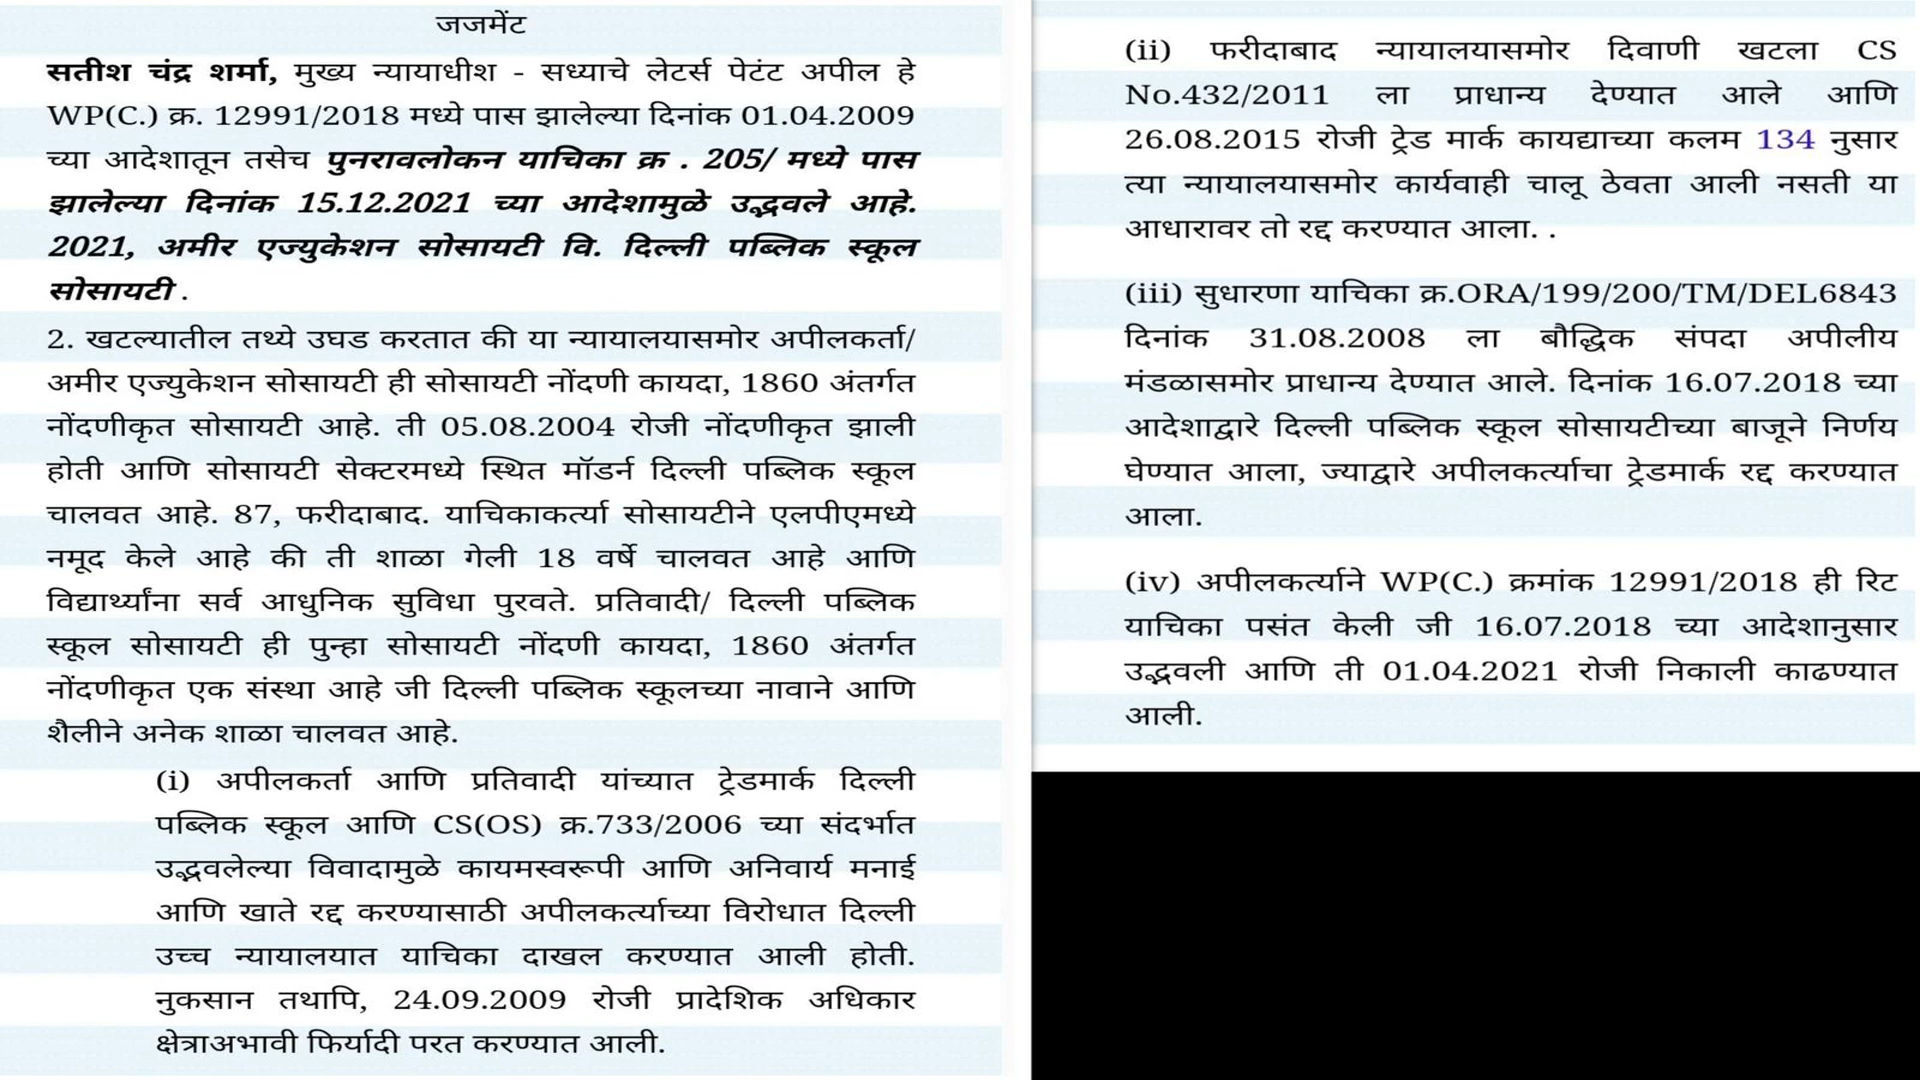 जजमेंट
सतीश चंद्र शर्मा, मुख्य न्यायाधीश - सध्याचे लेटर्स पेटंट अपील हे
WP(C.) क्र. 12991/2018 मध्ये पास झालेल्या दिनांक 01.04.2009
च्या आदेशातून तसेच पुनरावलोकन याचिका क्र . 205/ मध्ये पास
झालेल्या दिनांक 15.12.2021 च्या आदेशामुळे उद्भवले आहे.
2021, अमीर एज्युकेशन सोसायटी वि. दिल्ली पब्लिक स्कूल
सोसायटी .
2. खटल्यातील तथ्ये उघड करतात की या न्यायालयासमोर अपीलकर्ता/
अमीर एज्युकेशन सोसायटी ही सोसायटी नोंदणी कायदा, 1860 अंतर्गत
नोंदणीकृत सोसायटी आहे. ती 05.08.2004 रोजी नोंदणीकृत झाली
होती आणि सोसायटी सेक्टरमध्ये स्थित मॉडर्न दिल्ली पब्लिक स्कूल
चालवत आहे. 87, फरीदाबाद. याचिकाकर्त्या सोसायटीने एलपीएमध्ये
नमूद केले आहे की ती शाळा गेली 18 वर्षे चालवत आहे आणि
विद्यार्थ्यांना सर्व आधुनिक सुविधा पुरवते. प्रतिवादी/ दिल्ली पब्लिक
स्कूल सोसायटी ही पुन्हा सोसायटी नोंदणी कायदा, 1860 अंतर्गत
नोंदणीकृत एक संस्था आहे जी दिल्ली पब्लिक स्कूलच्या नावाने आणि
शैलीने अनेक शाळा चालवत आहे.
(i) अपीलकर्ता आणि प्रतिवादी यांच्यात ट्रेडमार्क दिल्ली
पब्लिक स्कूल आणि CS(OS) क्र.733/2006 च्या संदर्भात
उद्भवलेल्या विवादामुळे कायमस्वरूपी आणि अनिवार्य मनाई
आणि खाते रद्द करण्यासाठी अपीलकर्त्याच्या विरोधात दिल्ली
उच्च न्यायालयात याचिका दाखल करण्यात आली होती.
नुकसान तथापि, 24.09.2009 रोजी प्रादेशिक अधिकार
क्षेत्राअभावी फिर्यादी परत करण्यात आली.
(ii) फरीदाबाद न्यायालयासमोर दिवाणी खटला CS
No.432/2011 ला प्राधान्य देण्यात आले आणि
26.08.2015 रोजी ट्रेड मार्क कायद्याच्या कलम 134 नुसार
त्या न्यायालयासमोर कार्यवाही चालू ठेवता आली नसती या
आधारावर तो रद्द करण्यात आला. .
(iii) सुधारणा याचिका क्र.ORA/199/200/TM/DEL6843
दिनांक 31.08.2008 ला बौद्धिक संपदा अपीलीय
मंडळासमोर प्राधान्य देण्यात आले. दिनांक 16.07.2018 च्या
आदेशाद्वारे दिल्ली पब्लिक स्कूल सोसायटीच्या बाजूने निर्णय
घेण्यात आला, ज्याद्वारे अपीलकर्त्याचा ट्रेडमार्क रद्द करण्यात
आला.
(iv) अपीलकर्त्याने WP(C.) क्रमांक 12991/2018 ही रिट
याचिका पसंत केली जी 16.07.2018 च्या आदेशानुसार
उद्भवली आणि ती 01.04.2021 रोजी निकाली काढण्यात
आली.